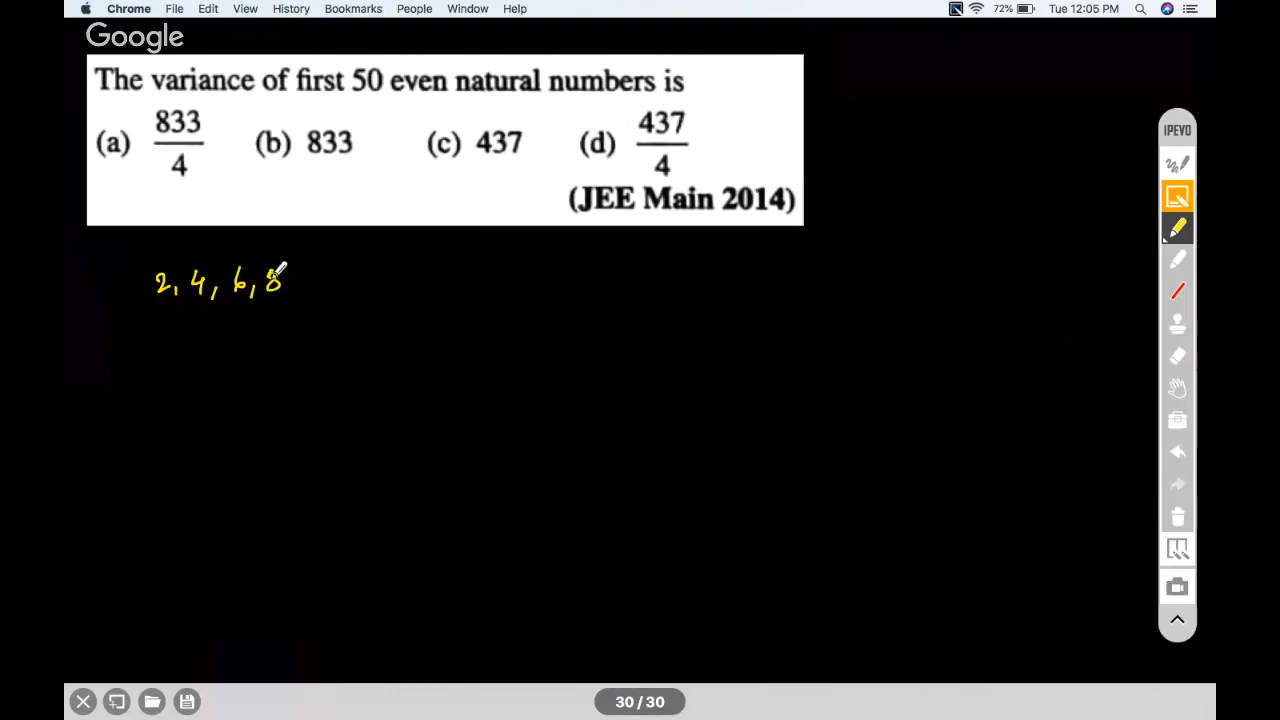 Chrome File Edit View History Bookmarks People Window Help 72% Tue 12:05 PM
Google
The variance of first 50 even natural numbers is
(a) 833/4 (b) 833 (c) 437 (d) 437/4
(JEE Main 2014)
IPEVO
2, 4, 6, 8
30 / 30